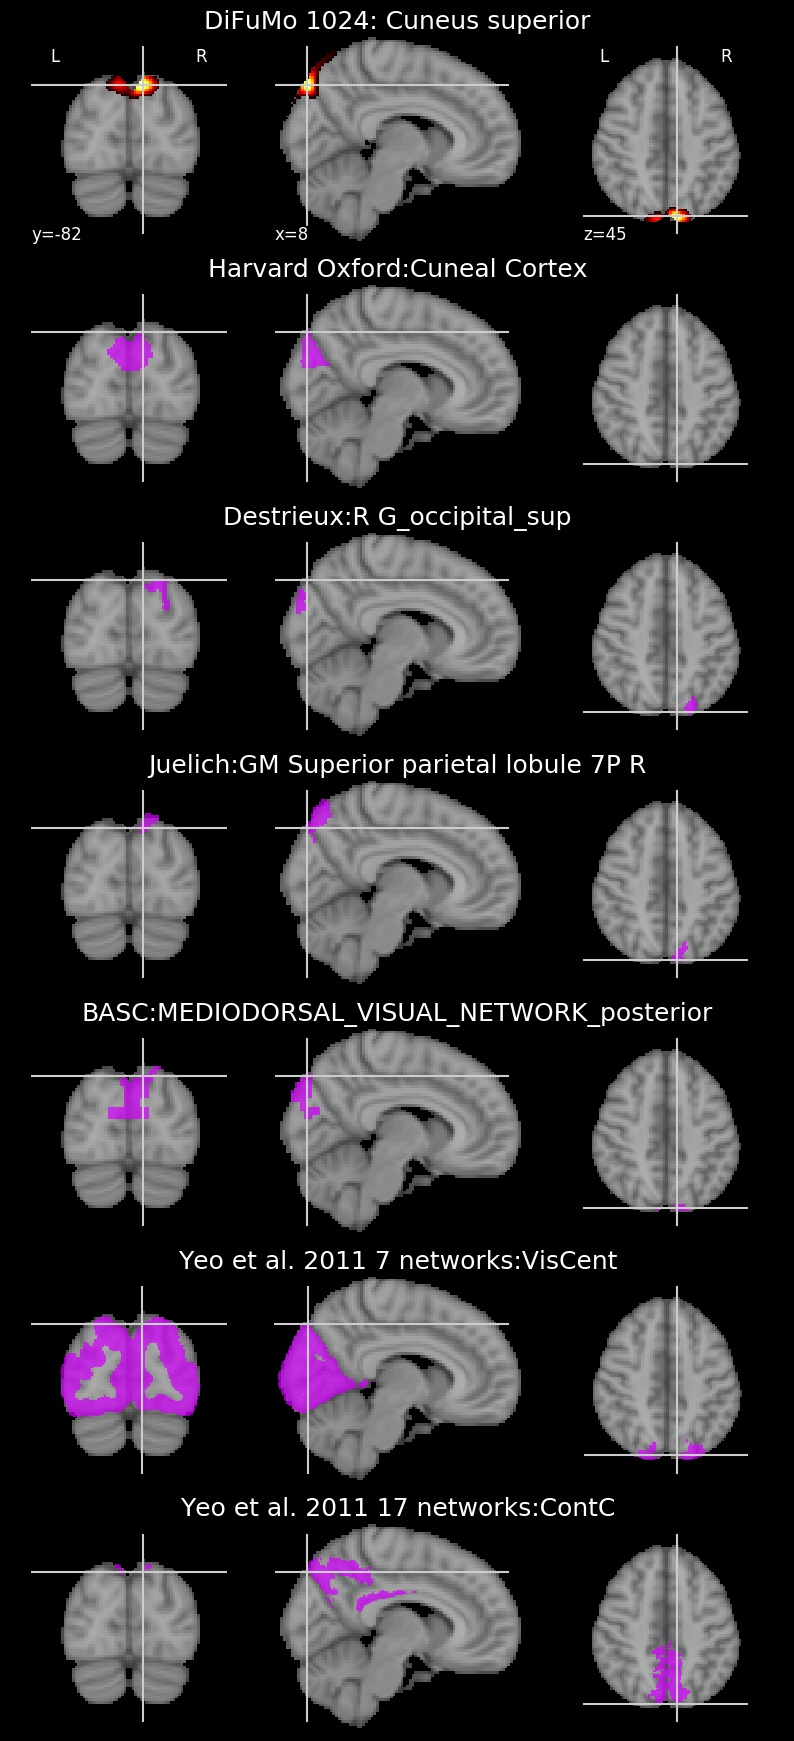 DiFuMo 1024: Cuneus superior
L R L R
y=-82 x=8 z=45
Harvard Oxford:Cuneal Cortex
Destrieux:R G_occipital_sup
Juelich:GM Superior parietal lobule 7P R
BASC:MEDIODORSAL_VISUAL_NETWORK_posterior
Yeo et al. 2011 7 networks:VisCent
Yeo et al. 2011 17 networks:ContC